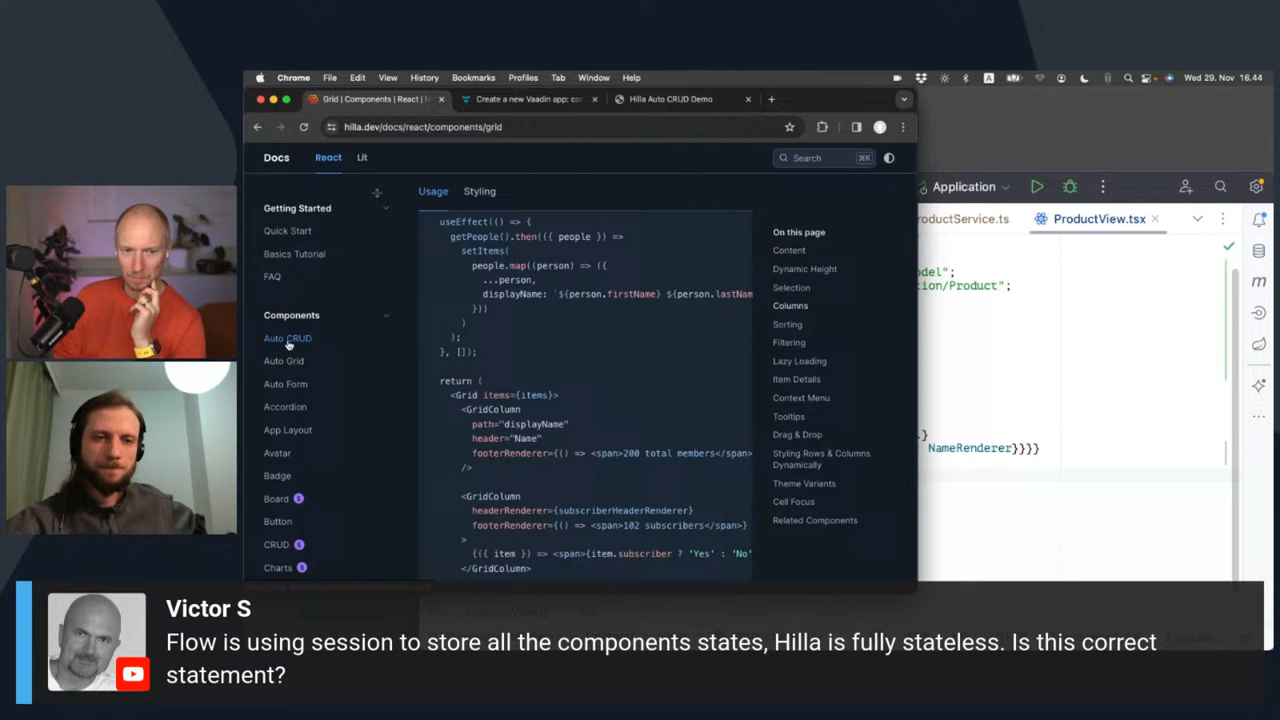 Chrome File Edit View History Bookmarks Profiles Tab Window Help
Wed 29. Nov 16.44
Grid | Components | React |
Create a new Vaadin app: co
Hilla Auto CRUD Demo
hilla.dev/docs/react/components/grid
Docs React Lit
Search ⌘K
Application
Getting Started
Quick Start
Basics Tutorial
FAQ
Components
Auto CRUD
Auto Grid
Auto Form
Accordion
App Layout
Avatar
Badge
Board $
Button
CRUD $
Charts $
Usage Styling
useEffect(() => {
getPeople().then(({ people }) =>
setItems(
people.map((person) => ({
...person,
displayName: `${person.firstName} ${person.lastNam
}))
)
);
}, []);
return (
<Grid items={items}>
<GridColumn
path="displayName"
header="Name"
footerRenderer={() => <span>200 total members</span>
/>
<GridColumn
headerRenderer={subscriberHeaderRenderer}
footerRenderer={() => <span>102 subscribers</span>}
>
{({ item }) => <span>{item.subscriber ? 'Yes' : 'No'
</GridColumn>
On this page
Content
Dynamic Height
Selection
Columns
Sorting
Filtering
Lazy Loading
Item Details
Context Menu
Tooltips
Drag & Drop
Styling Rows & Columns
Dynamically
Theme Variants
Cell Focus
Related Components
oductService.ts
ProductView.tsx
odel";
ion/Product";
}
NameRenderer}}}}
Victor S
Flow is using session to store all the components states, Hilla is fully stateless. Is this correct
statement?